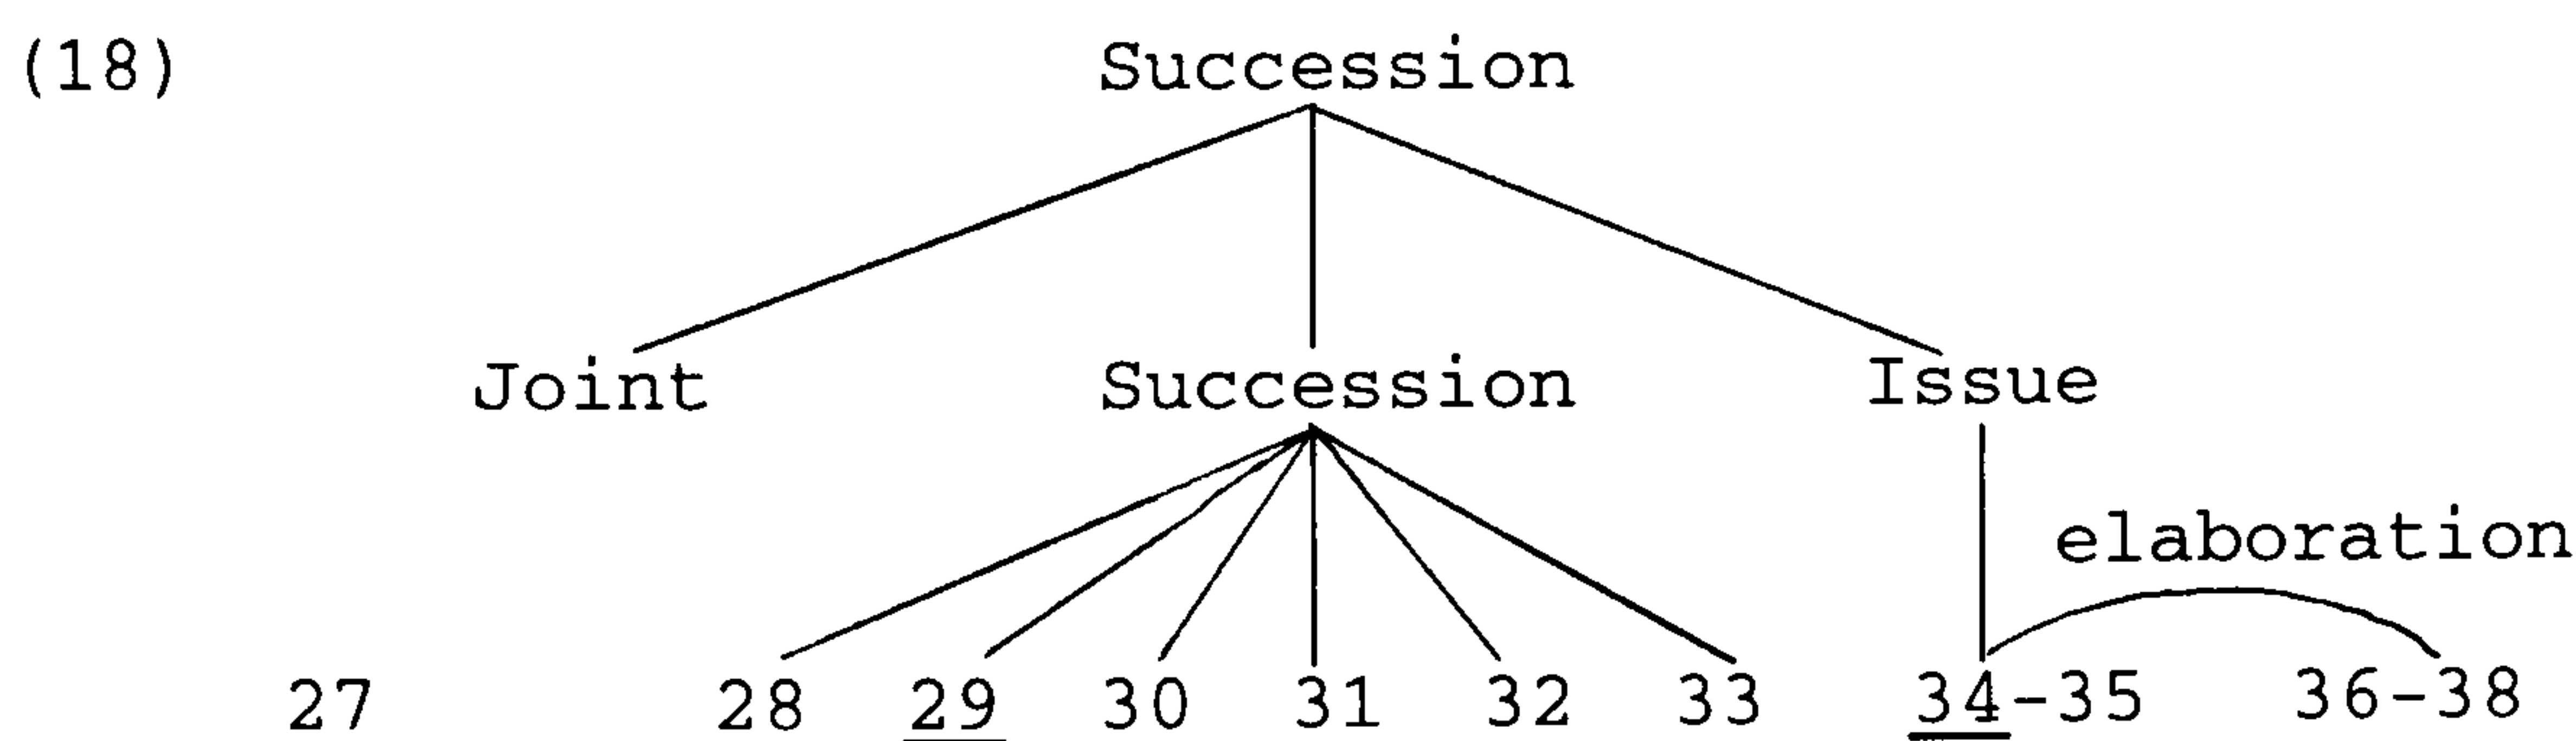 (18) Succession
Joint Succession Issue
elaboration
27 28 29 30 31 32 33 34-35 36-38